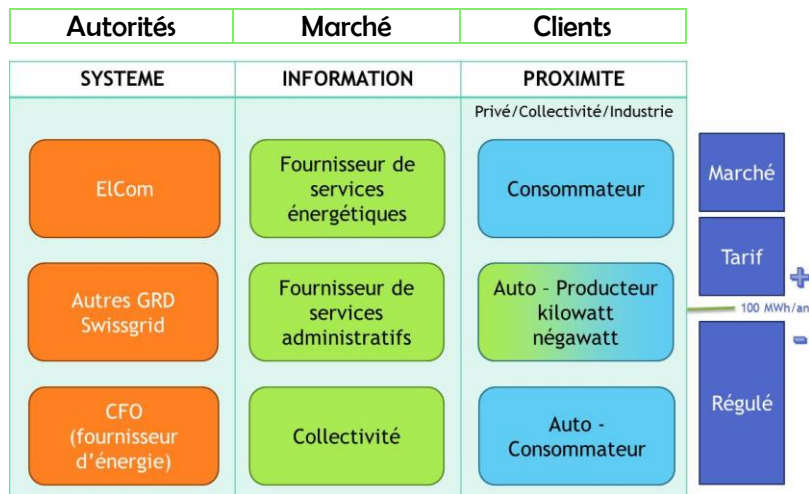 Autorités
Marché
Clients
SYSTEME
INFORMATION
PROXIMITE
Privé/Collectivité/Industrie
ElCom
Fournisseur de
services
énergétiques
Consommateur
Autres GRD
Swissgrid
Fournisseur de
services
administratifs
Auto - Producteur
kilowatt
négawatt
CFO
(fournisseur
d'énergie)
Collectivité
Auto -
Consommateur
Marché
Tarif
+
100 MWh/an
-
Régulé